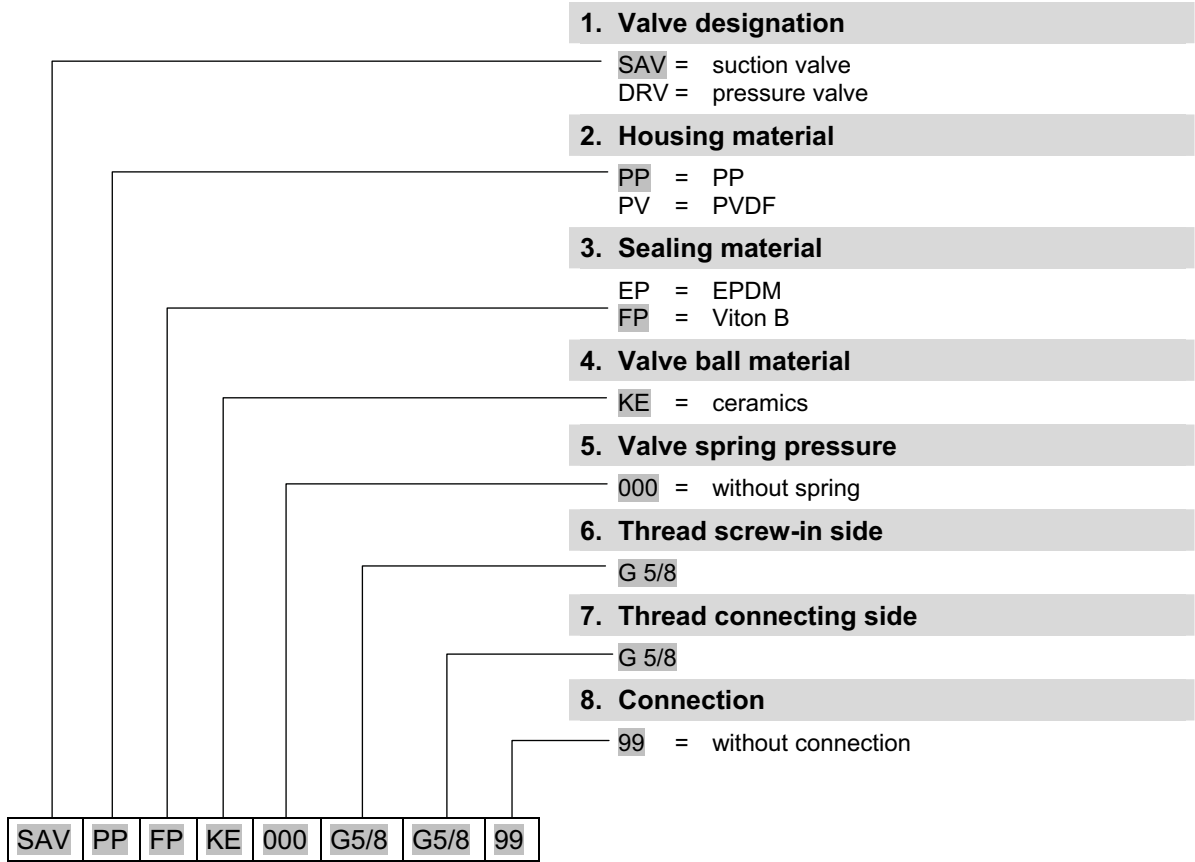 1. Valve designation
SAV = suction valve
DRV = pressure valve
2. Housing material
PP = PP
PV = PVDF
3. Sealing material
EP = EPDM
FP = Viton B
4. Valve ball material
KE = ceramics
5. Valve spring pressure
000 = without spring
6. Thread screw-in side
G 5/8
7. Thread connecting side
G 5/8
8. Connection
99 = without connection
SAV PP FP KE 000 G5/8 G5/8 99